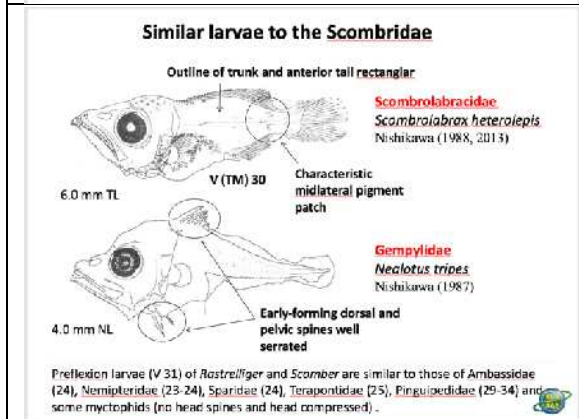 Similar larvae to the Scombridae
Outline of trunk and anterior tail rectanglar
Scombrolabracidae
Scombrolabrax heterolepis
Nishikawa (1988, 2013)
V (TM) 30
Characteristic
midlateral pigment
patch
6.0 mm TL
Gempylidae
Nealotus tripes
Nishikawa (1987)
Early-forming dorsal and
pelvic spines well
serrated
4.0 mm NL
Preflexion larvae (V 31) of Rastrelliger and Scomber are similar to those of Ambassidae
(24), Nemipteridae (23-24), Sparidae (24), Terapontidae (25), Pinguipedidae (29-34) and
some myctophids (no head spines and head compressed) .